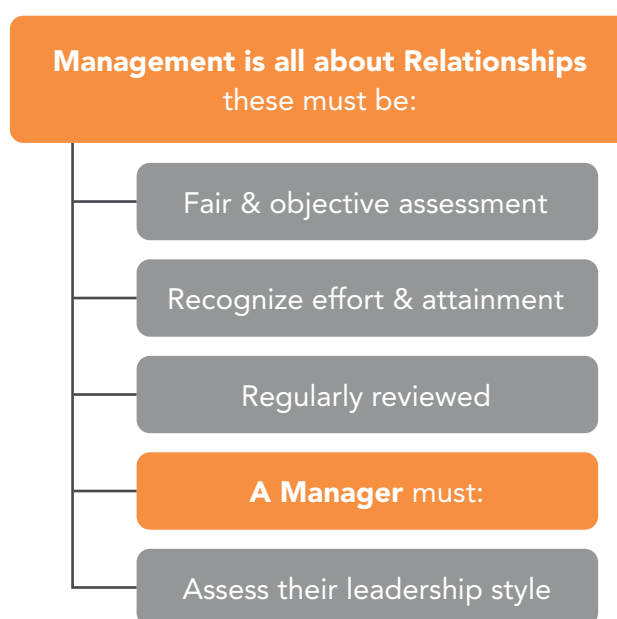 Management is all about Relationships
these must be:
Fair & objective assessment
Recognize effort & attainment
Regularly reviewed
A Manager must:
Assess their leadership style